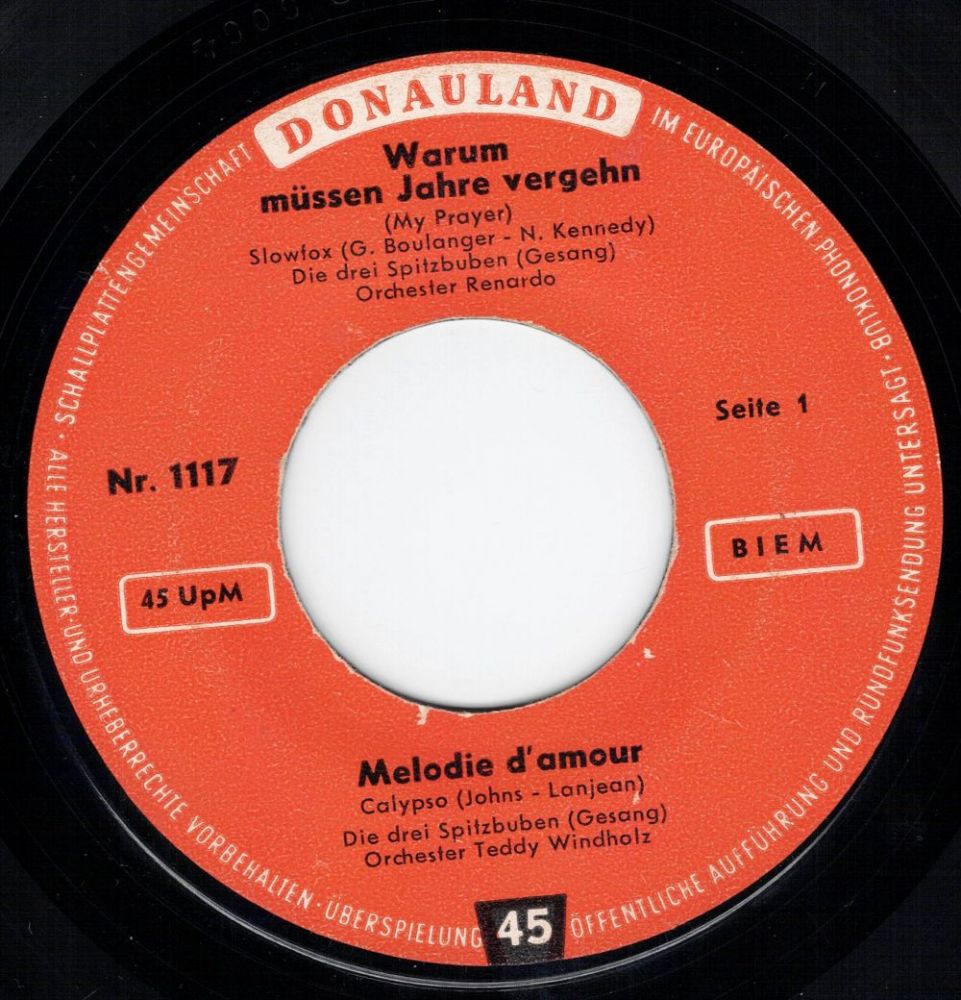 DONAULAND
Warum
müssen Jahre vergehn
(My Prayer)
Slowfox (G. Boulanger - N. Kennedy)
Die drei Spitzbuben (Gesang)
Orchester Renardo
Seite 1
Nr. 1117
BIEM
45 UpM
Melodie d'amour
Calypso (Johns - Lanjean)
Die drei Spitzbuben (Gesang)
Orchester Teddy Windholz
45
SCHALLPLATTENGEMEINSCHAFT IM EUROPÄISCHEN PHONOKLUB · ALLE HERSTELLER-UND URHEBERRECHTE VORBEHALTEN · ÜBERSPIELUNG ÖFFENTLICHE AUFFÜHRUNG UND RUNDFUNKSENDUNG UNTERSAGT ·